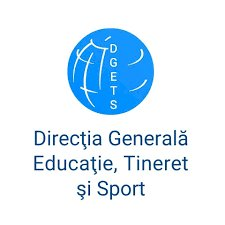 DGETS
Direcţia Generală
Educaţie, Tineret
şi Sport